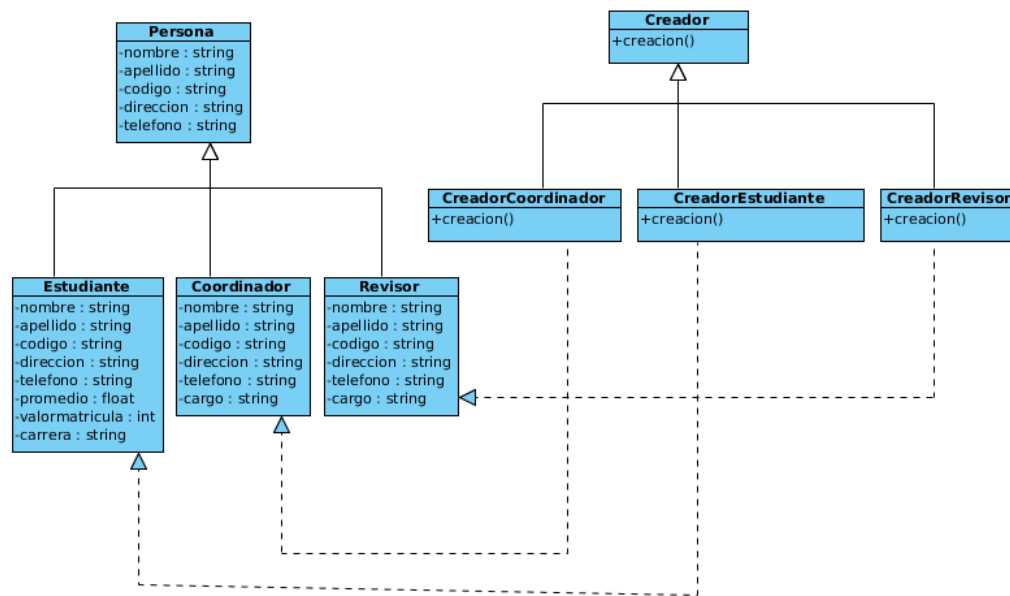 Persona
-nombre : string
-apellido : string
-codigo : string
-direccion : string
-telefono : string
Creador
+creacion()
CreadorCoordinador
+creacion()
CreadorEstudiante
+creacion()
CreadorRevisor
+creacion()
Estudiante
-nombre : string
-apellido : string
-codigo : string
-direccion : string
-telefono : string
-promedio : float
-valormatricula : int
-carrera : string
Coordinador
-nombre : string
-apellido : string
-codigo : string
-direccion : string
-telefono : string
-cargo : string
Revisor
-nombre : string
-apellido : string
-codigo : string
-direccion : string
-telefono : string
-cargo : string